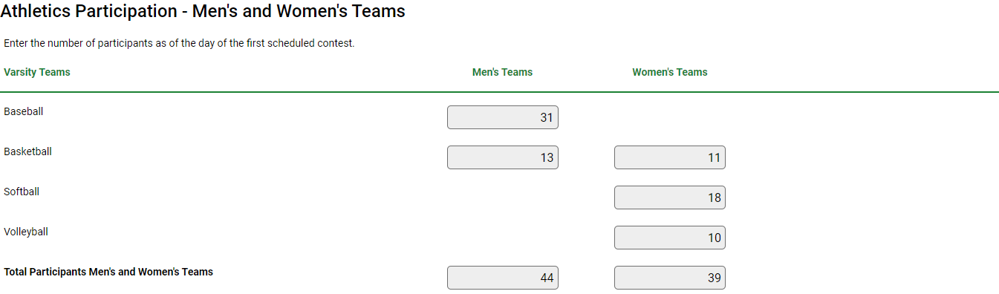 Athletics Participation - Men's and Women's Teams
Enter the number of participants as of the day of the first scheduled contest.
Varsity Teams Men's Teams Women's Teams
Baseball 31
Basketball 13 11
Softball 18
Volleyball 10
Total Participants Men's and Women's Teams 44 39